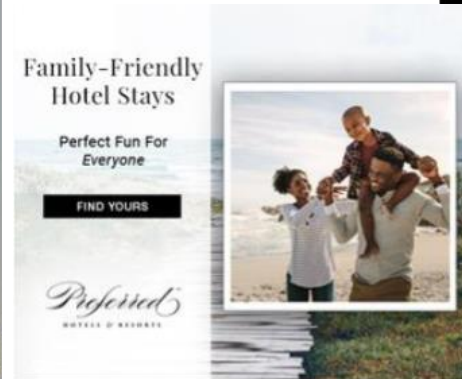 Family-Friendly
Hotel Stays
Perfect Fun For
Everyone
FIND YOURS
Preferred
HOTELS & RESORTS